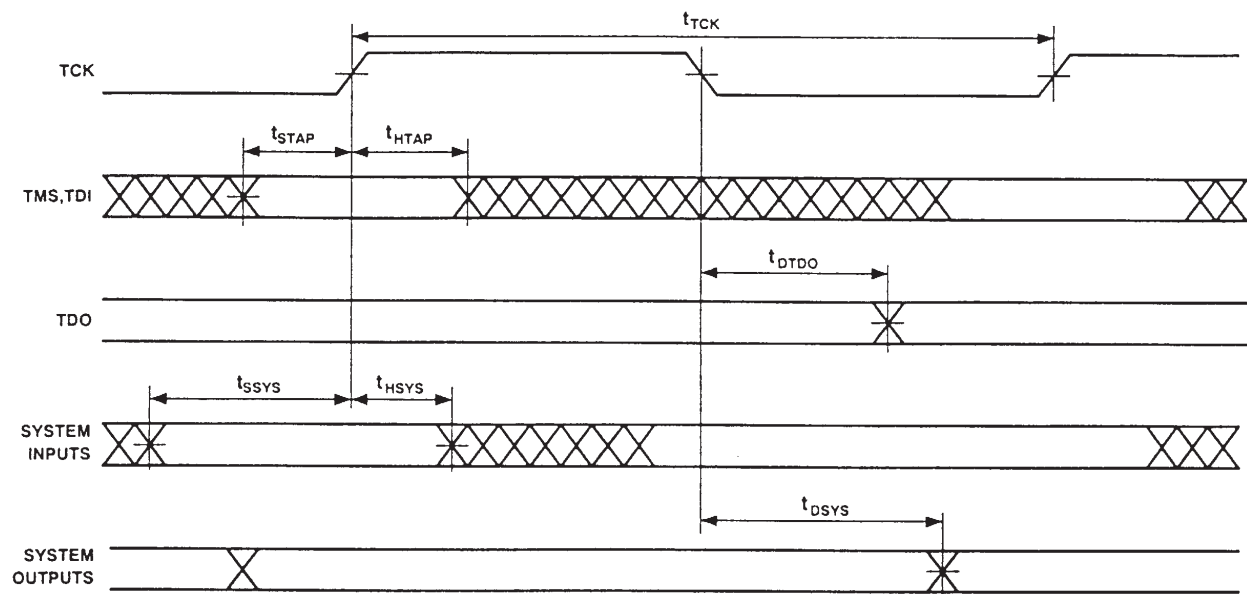 tTCK
TCK
tSTAP
tHTAP
TMS,TDI
tDTDO
TDO
tSSYS
tHSYS
SYSTEM
INPUTS
tDSYS
SYSTEM
OUTPUTS